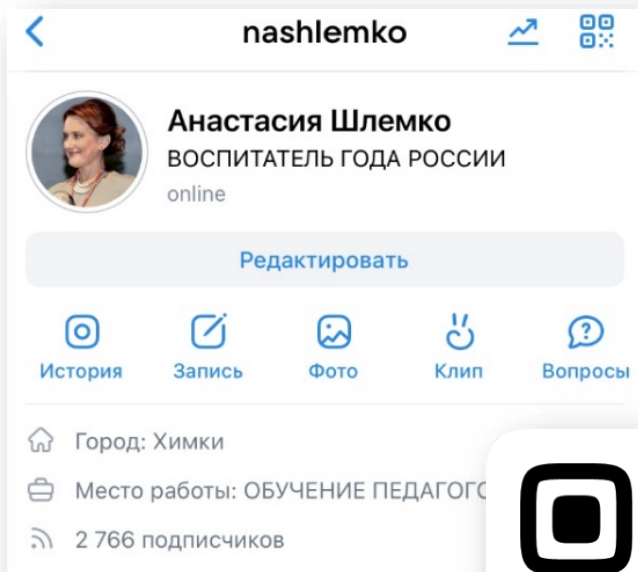 nashlemko
Анастасия Шлемко
ВОСПИТАТЕЛЬ ГОДА РОССИИ
online
Редактировать
История Запись Фото Клип Вопросы
Город: Химки
Место работы: ОБУЧЕНИЕ
2 766 подписчиков